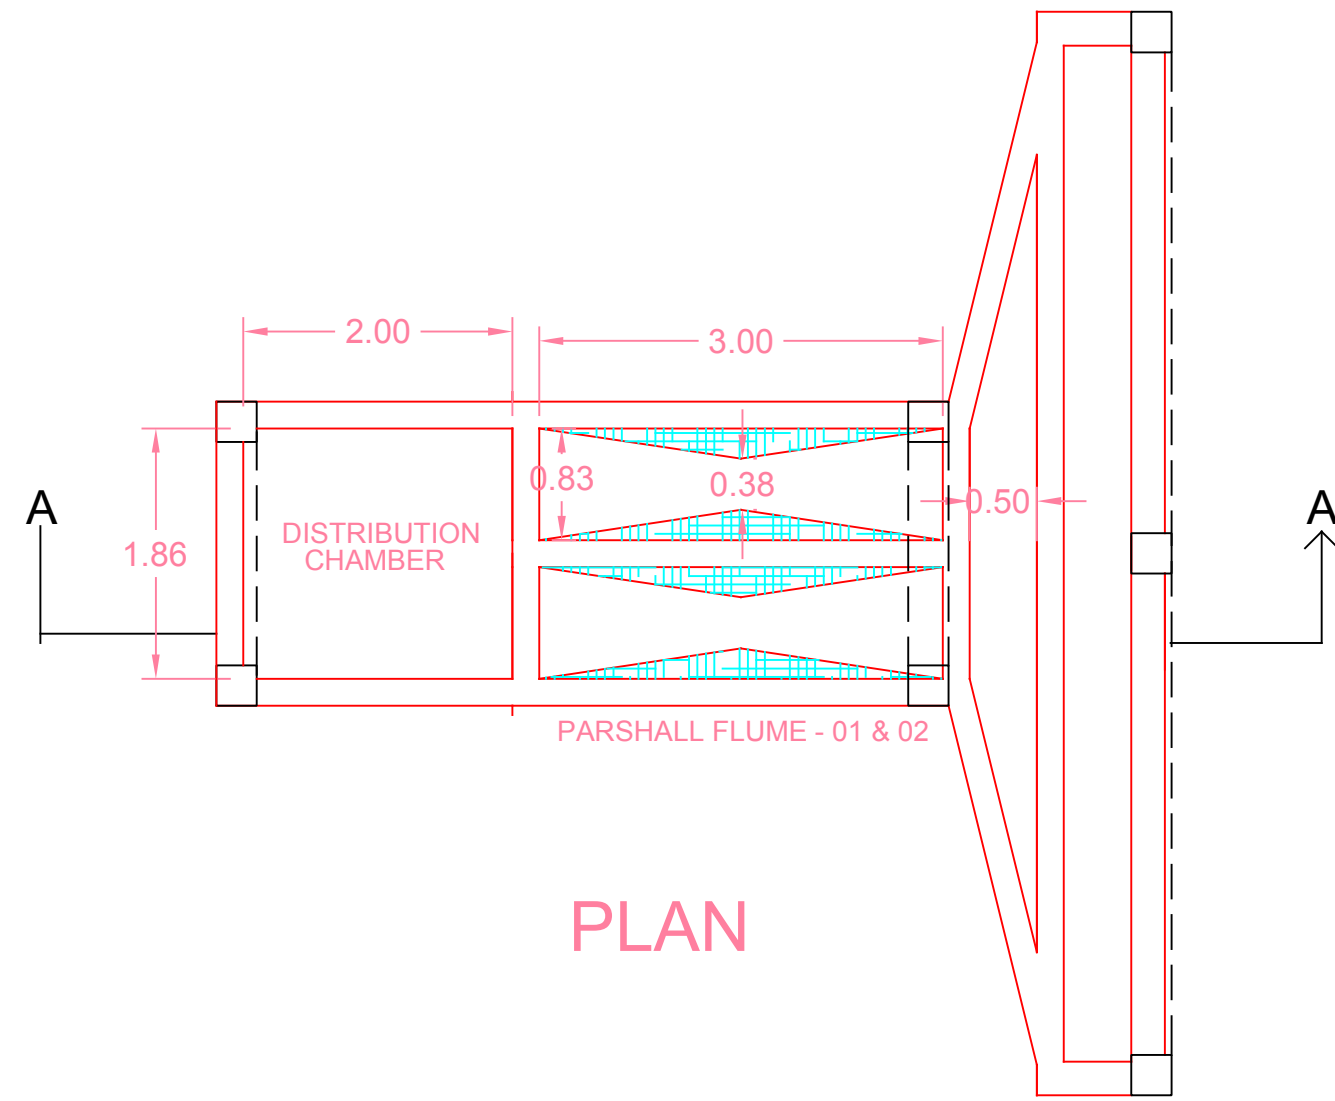 2.00
3.00
0.83
0.38
0.50
A
A
1.86
DISTRIBUTION
CHAMBER
PARSHALL FLUME - 01 & 02
PLAN